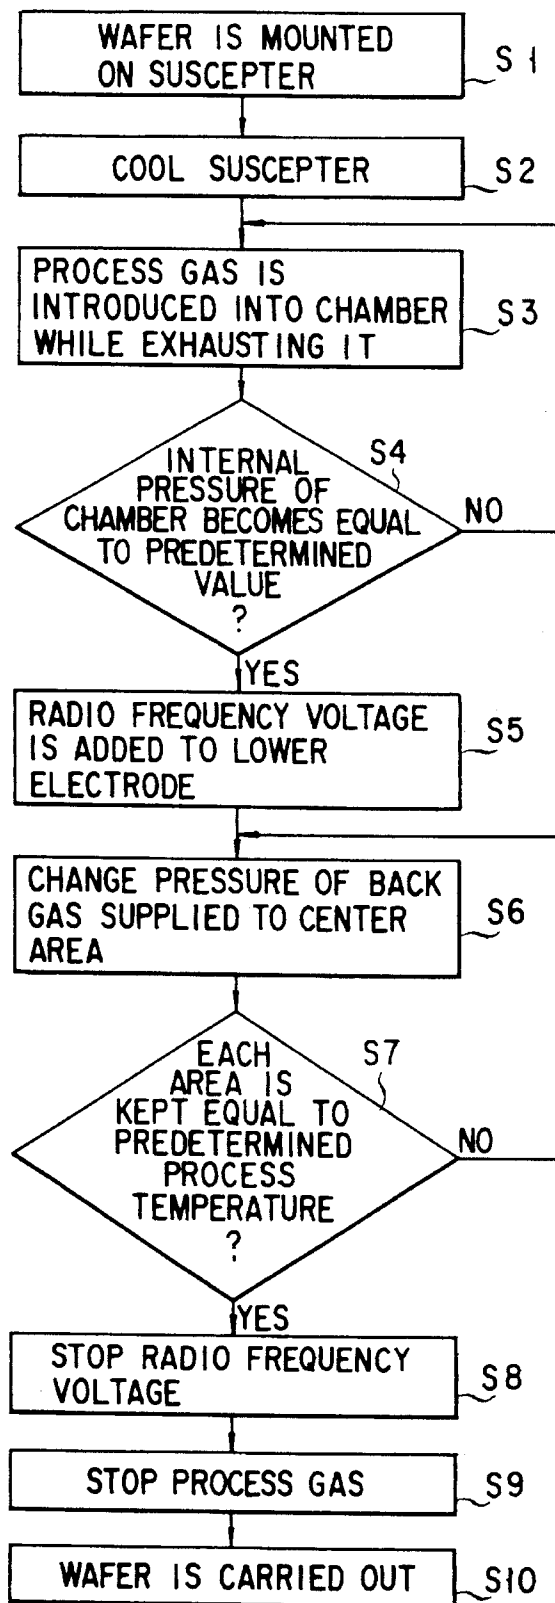 WAFER IS MOUNTED
ON SUSCEPTER
S1
COOL SUSCEPTER
S2
PROCESS GAS IS
INTRODUCED INTO CHAMBER
WHILE EXHAUSTING IT
S3
INTERNAL
PRESSURE OF
CHAMBER BECOMES EQUAL
TO PREDETERMINED
VALUE
?
S4
NO
YES
RADIO FREQUENCY VOLTAGE
IS ADDED TO LOWER
ELECTRODE
S5
CHANGE PRESSURE OF BACK
GAS SUPPLIED TO CENTER
AREA
S6
EACH
AREA IS
KEPT EQUAL TO
PREDETERMINED
PROCESS
TEMPERATURE
?
S7
NO
YES
STOP RADIO FREQUENCY
VOLTAGE
S8
STOP PROCESS GAS
S9
WAFER IS CARRIED OUT
S10